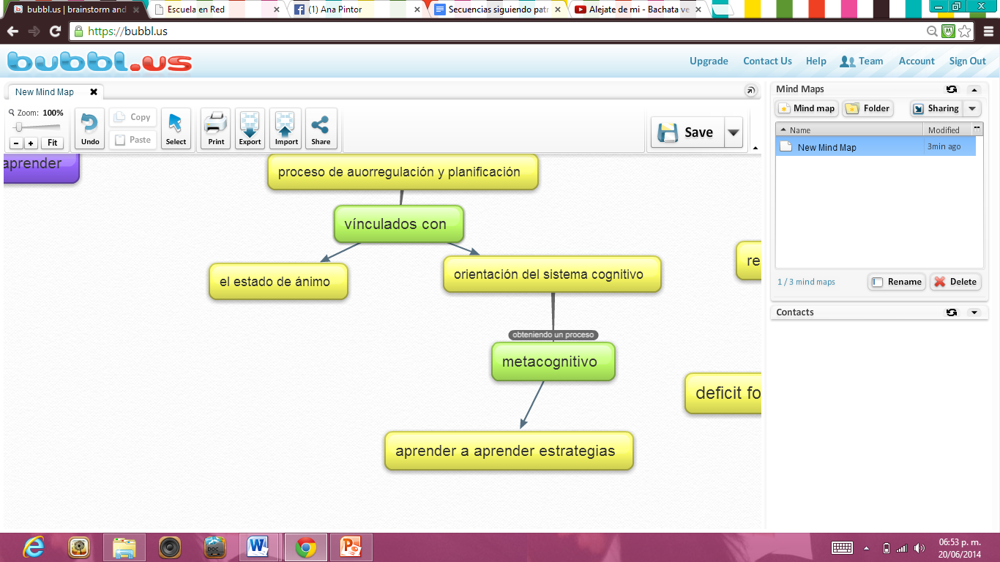 bubbl.us | brainstorm and
Escuela en Red
(1) Ana Pintor
Secuencias siguiendo patr
Alejate de mi - Bachata ve
https://bubbl.us
bubbl.us
Upgrade
Contact Us
Help
Team
Account
Sign Out
New Mind Map
Zoom: 100%
Fit
Undo
Copy
Paste
Select
Print
Export
Import
Share
Save
Mind Maps
Mind map
Folder
Sharing
Name
Modified
New Mind Map
3min ago
1 / 3 mind maps
Rename
Delete
Contacts
aprender
proceso de auorregulación y planificación
vínculados con
el estado de ánimo
orientación del sistema cognitivo
re
obteniendo un proceso
metacognitivo
deficit fo
aprender a aprender estrategias
DOC
06:53 p. m.
20/06/2014